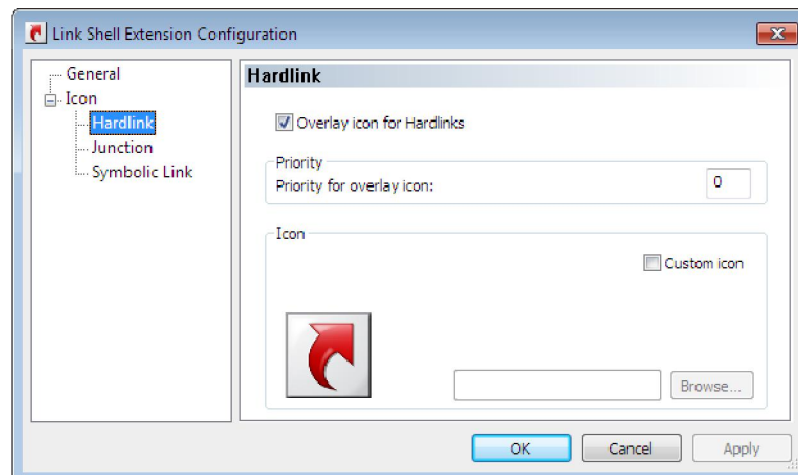 Link Shell Extension Configuration
General
Icon
Hardlink
Junction
Symbolic Link
Hardlink
Overlay icon for Hardlinks
Priority
Priority for overlay icon:
0
Icon
Custom icon
Browse...
OK
Cancel
Apply